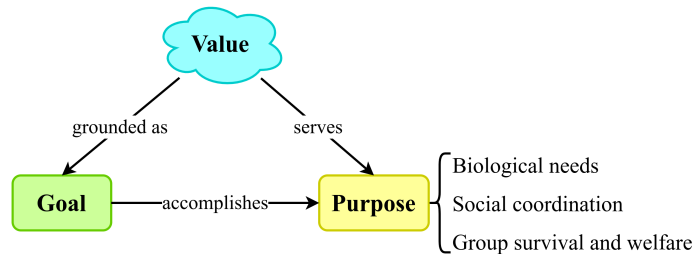 Value
grounded as
serves
Goal
accomplishes
Purpose
Biological needs
Social coordination
Group survival and welfare